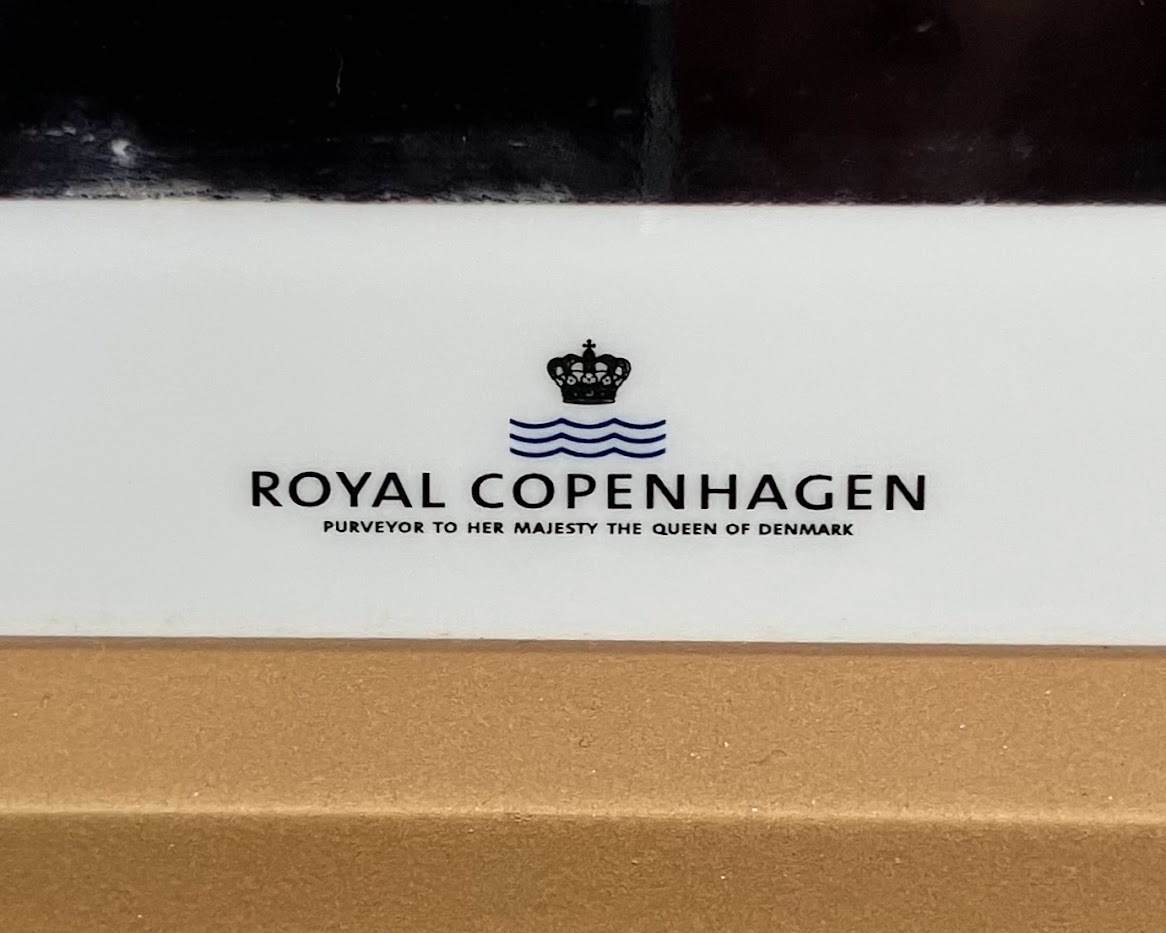 ROYAL COPENHAGEN
PURVEYOR TO HER MAJESTY THE QUEEN OF DENMARK